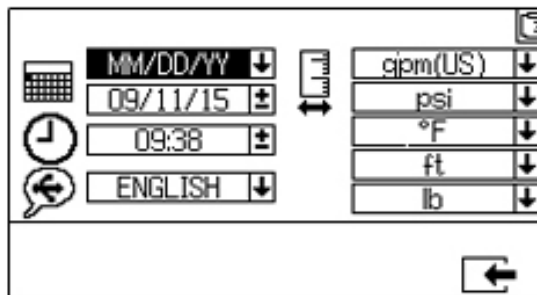 MM/DD/YY
09/11/15
09:38
ENGLISH
gpm(US)
psi
°F
ft
lb